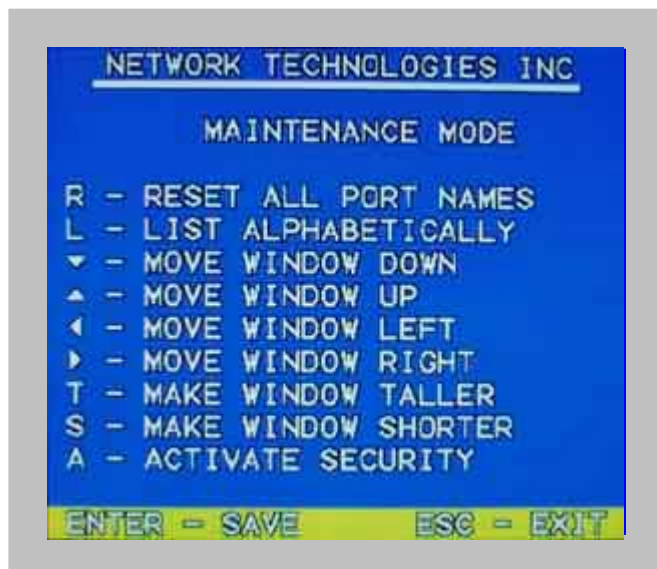 NETWORK TECHNOLOGIES INC
MAINTENANCE MODE
R - RESET ALL PORT NAMES
L - LIST ALPHABETICALLY
▼ - MOVE WINDOW DOWN
▲ - MOVE WINDOW UP
◀ - MOVE WINDOW LEFT
▶ - MOVE WINDOW RIGHT
T - MAKE WINDOW TALLER
S - MAKE WINDOW SHORTER
A - ACTIVATE SECURITY
ENTER - SAVE ESC - EXIT